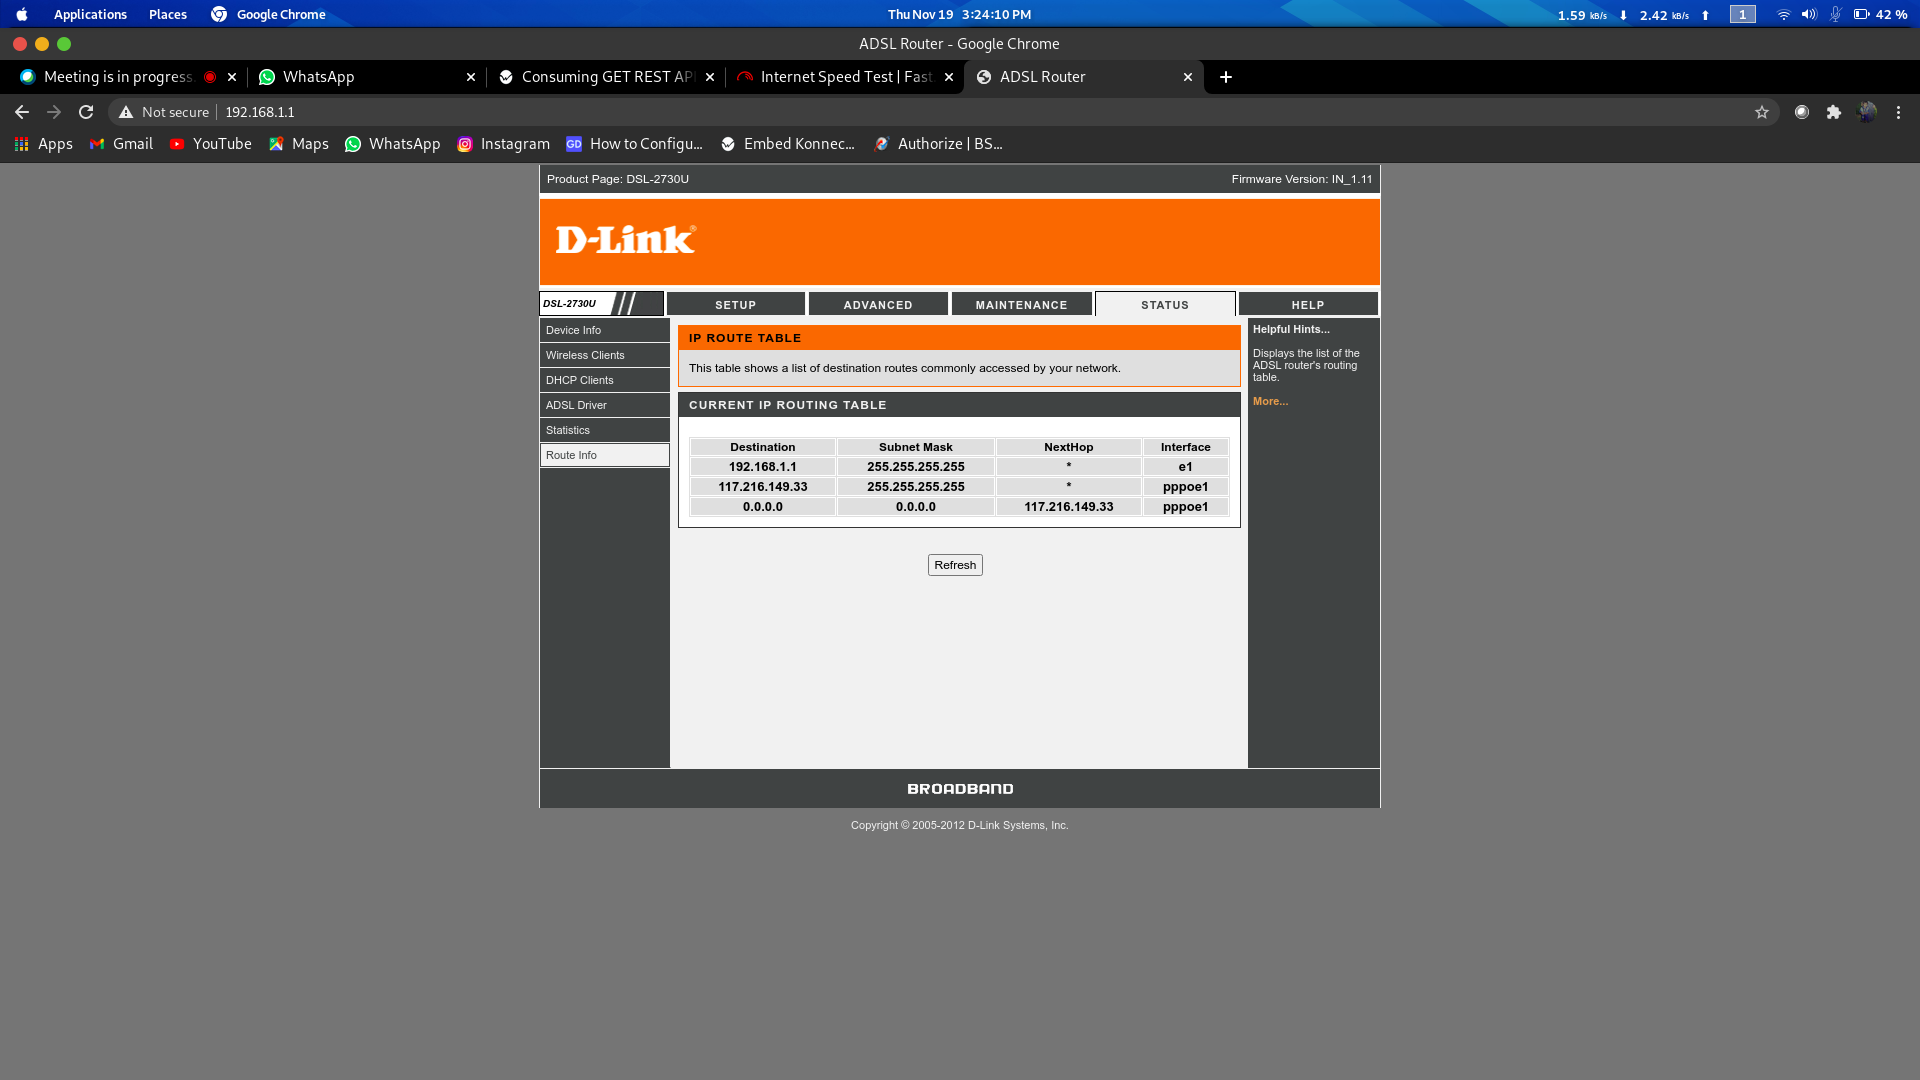 Applications Places Google Chrome Thu Nov 19 3:24:10 PM 1.59 kB/s ⬇ 2.42 kB/s ⬆ 1 42 %
ADSL Router - Google Chrome
Meeting is in progress WhatsApp Consuming GET REST AP Internet Speed Test | Fast ADSL Router
Not secure 192.168.1.1
Apps Gmail YouTube Maps WhatsApp Instagram GD How to Configu... Embed Konnec... Authorize | BS...
Product Page: DSL-2730U Firmware Version: IN_1.11
D-Link®
DSL-2730U SETUP ADVANCED MAINTENANCE STATUS HELP
Device Info
Wireless Clients
DHCP Clients
ADSL Driver
Statistics
Route Info
IP ROUTE TABLE
This table shows a list of destination routes commonly accessed by your network.
CURRENT IP ROUTING TABLE
Destination Subnet Mask NextHop Interface
192.168.1.1 255.255.255.255 * e1
117.216.149.33 255.255.255.255 * pppoe1
0.0.0.0 0.0.0.0 117.216.149.33 pppoe1
Refresh
Helpful Hints...
Displays the list of the
ADSL router's routing
table.
More...
BROADBAND
Copyright © 2005-2012 D-Link Systems, Inc.